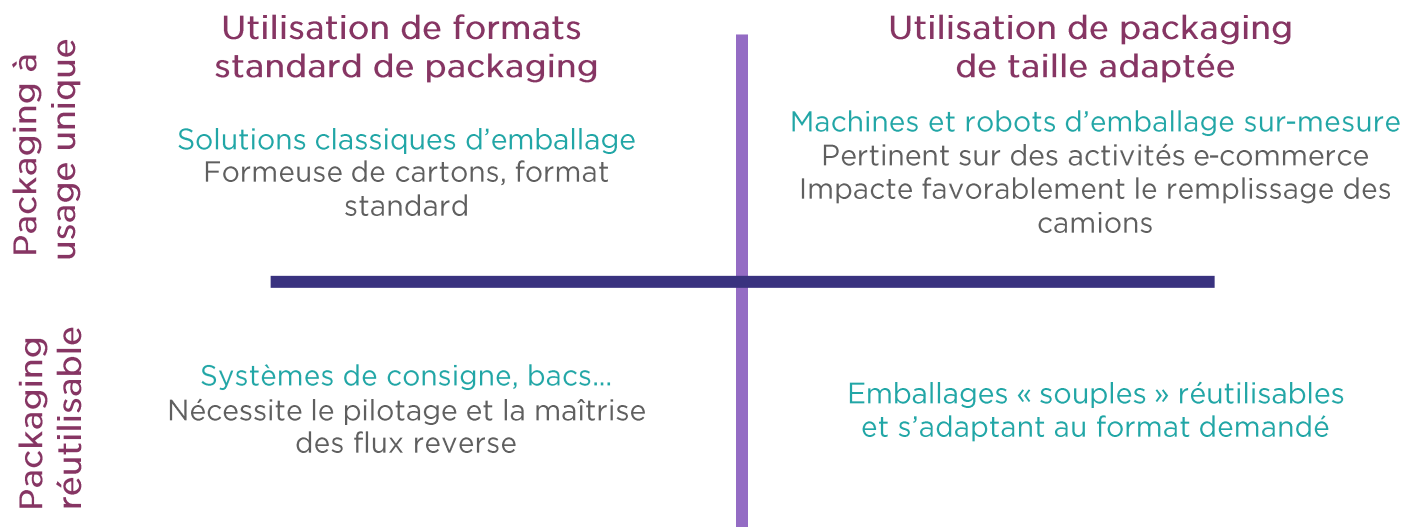 Utilisation de formats
standard de packaging
Utilisation de packaging
de taille adaptée
Packaging à
usage unique
Solutions classiques d’emballage
Formeuse de cartons, format
standard
Machines et robots d’emballage sur-mesure
Pertinent sur des activités e-commerce
Impacte favorablement le remplissage des
camions
Packaging
réutilisable
Systèmes de consigne, bacs...
Nécessite le pilotage et la maîtrise
des flux reverse
Emballages « souples » réutilisables
et s’adaptant au format demandé